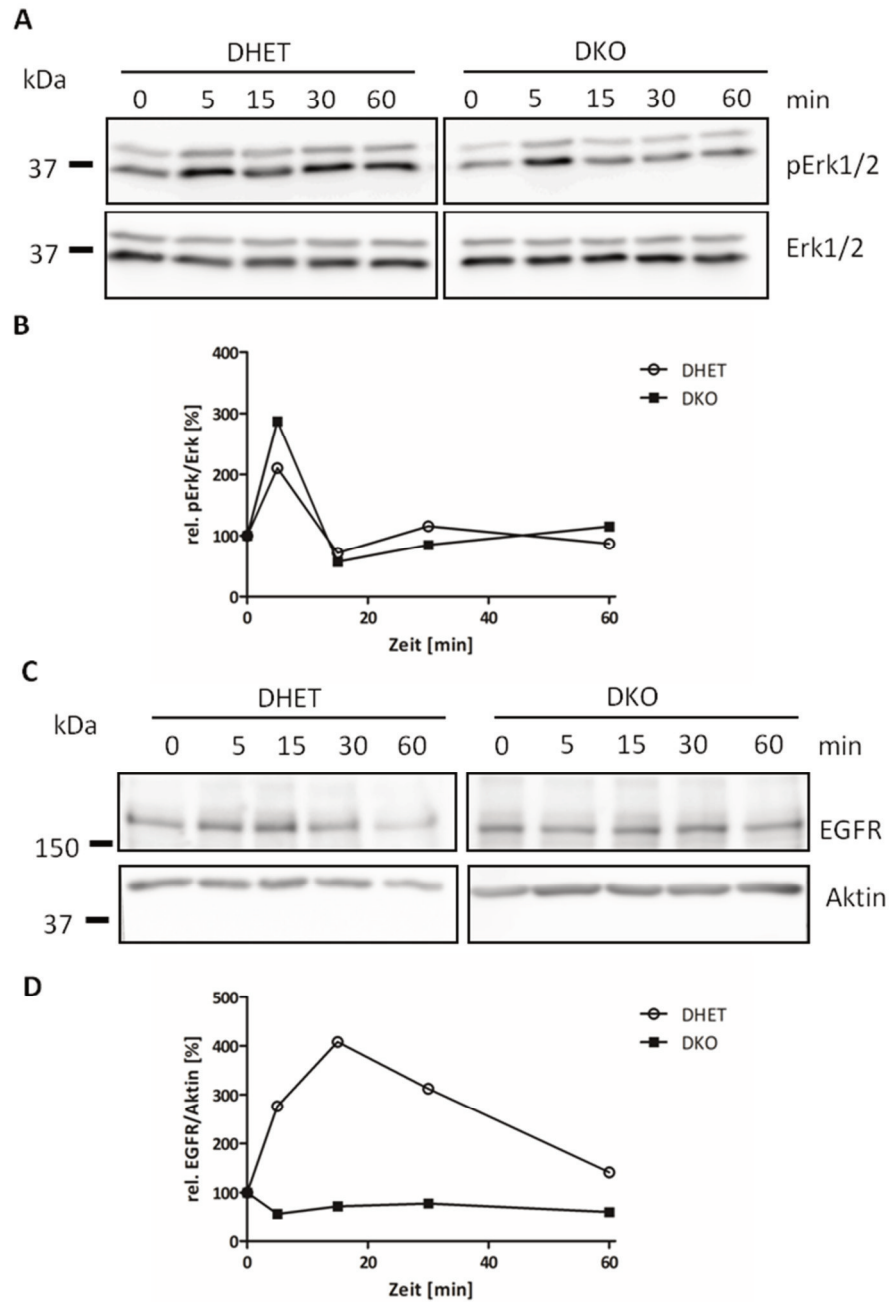 A
DHET DKO
kDa
0 5 15 30 60 0 5 15 30 60 min
37 pErk1/2
37 Erk1/2
B
400
300
200
100
0
rel. pErk/Erk [%]
DHET
DKO
0 20 40 60
Zeit [min]
C
DHET DKO
kDa
0 5 15 30 60 0 5 15 30 60 min
EGFR
150
Aktin
37
D
500
400
300
200
100
0
rel. EGFR/Aktin [%]
DHET
DKO
0 20 40 60
Zeit [min]